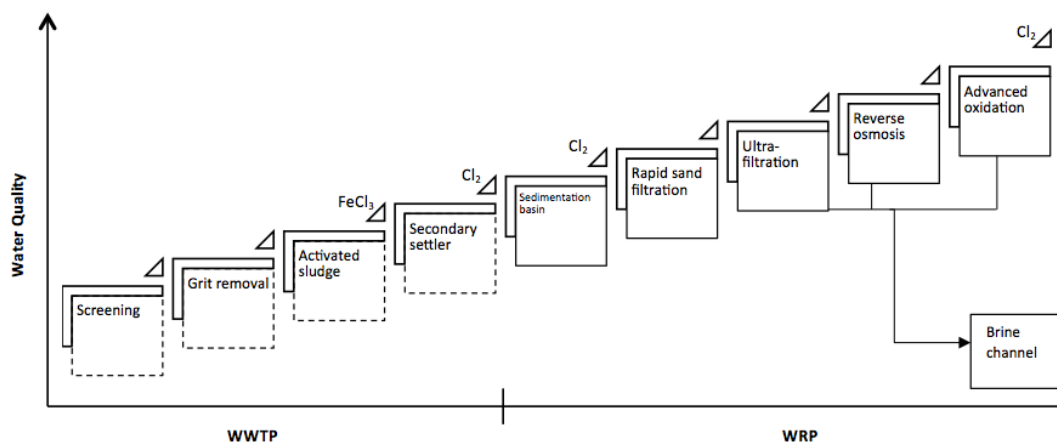 Water Quality
Screening
Grit removal
Activated
sludge
FeCl₃
Secondary
settler
Cl₂
Sedimentation
basin
Cl₂
Rapid sand
filtration
Ultra-
filtration
Reverse
osmosis
Advanced
oxidation
Cl₂
Brine
channel
WWTP
WRP